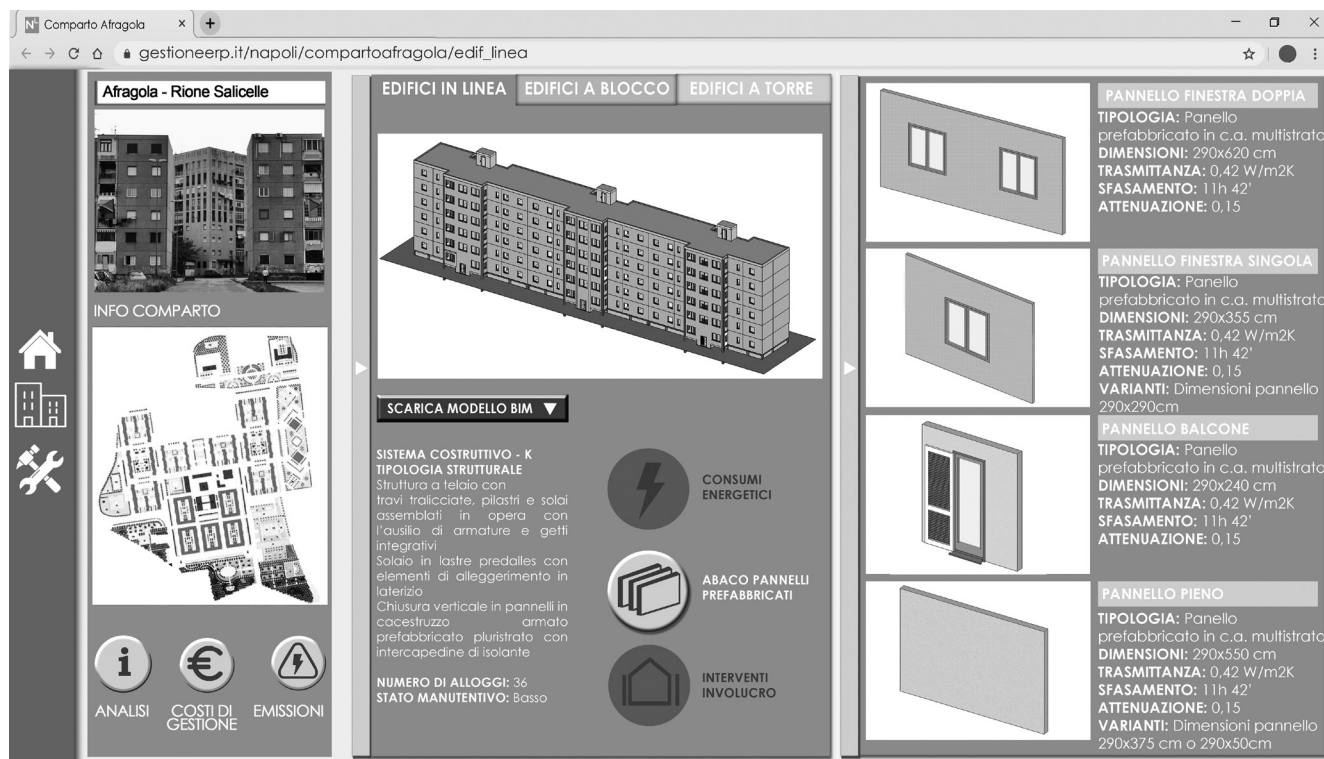 Comparto Afragola
gestioneerp.it/napoli/compartoafragola/edif_linea
Afragola - Rione Salicelle
INFO COMPARTO
ANALISI
COSTI DI
GESTIONE
EMISSIONI
EDIFICI IN LINEA
EDIFICI A BLOCCO
EDIFICI A TORRE
SCARICA MODELLO BIM
SISTEMA COSTRUTTIVO - K
TIPOLOGIA STRUTTURALE
Struttura a telaio con
travi tralicciate, pilastri e solai
assemblati in opera con
l'ausilio di armature e getti
integrativi
Solaio in lastre predalles con
elementi di alleggerimento in
laterizio
Chiusura verticale in pannelli in
cacestruzzo armato
prefabbricato pluristrato con
intercapedine di isolante
NUMERO DI ALLOGGI: 36
STATO MANUTENTIVO: Basso
CONSUMI
ENERGETICI
ABACO PANNELLI
PREFABBRICATI
INTERVENTI
INVOLUCRO
PANNELLO FINESTRA DOPPIA
TIPOLOGIA: Panello
prefabbricato in c.a. multistrato
DIMENSIONI: 290x620 cm
TRASMITTANZA: 0,42 W/m2K
SFASAMENTO: 11h 42'
ATTENUAZIONE: 0,15
PANNELLO FINESTRA SINGOLA
TIPOLOGIA: Panello
prefabbricato in c.a. multistrato
DIMENSIONI: 290x355 cm
TRASMITTANZA: 0,42 W/m2K
SFASAMENTO: 11h 42'
ATTENUAZIONE: 0,15
VARIANTI: Dimensioni pannello
290x290cm
PANNELLO BALCONE
TIPOLOGIA: Panello
prefabbricato in c.a. multistrato
DIMENSIONI: 290x240 cm
TRASMITTANZA: 0,42 W/m2K
SFASAMENTO: 11h 42'
ATTENUAZIONE: 0,15
PANNELLO PIENO
TIPOLOGIA: Panello
prefabbricato in c.a. multistrato
DIMENSIONI: 290x550 cm
TRASMITTANZA: 0,42 W/m2K
SFASAMENTO: 11h 42'
ATTENUAZIONE: 0,15
VARIANTI: Dimensioni pannello
290x375 cm o 290x50cm